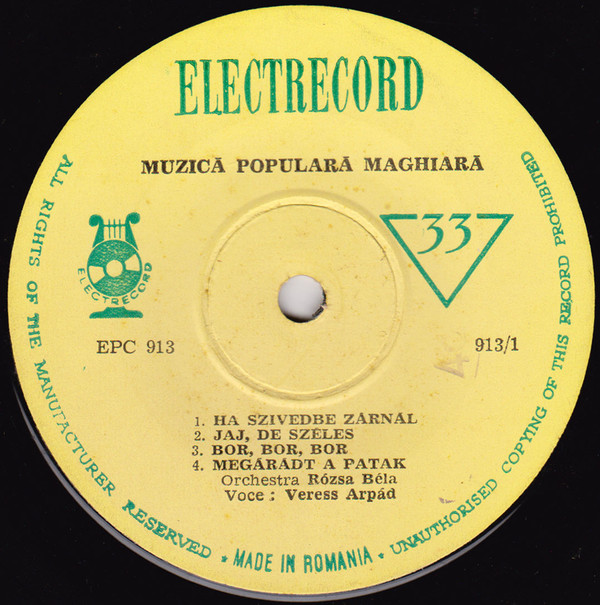 ELECTRECORD
MUZICĂ POPULARĂ MAGHIARĂ
33
ELECTRECORD
EPC 913
913/1
1. HA SZIVEDBE ZÁRNÁL
2. JAJ, DE SZÉLES
3. BOR, BOR, BOR
4. MEGÁRADT A PATAK
Orchestra Rózsa Béla
Voce : Veress Arpád
ALL RIGHTS OF THE MANUFACTURER RESERVED • MADE IN ROMANIA • UNAUTHORISED COPYING OF THIS RECORD PROHIBITED